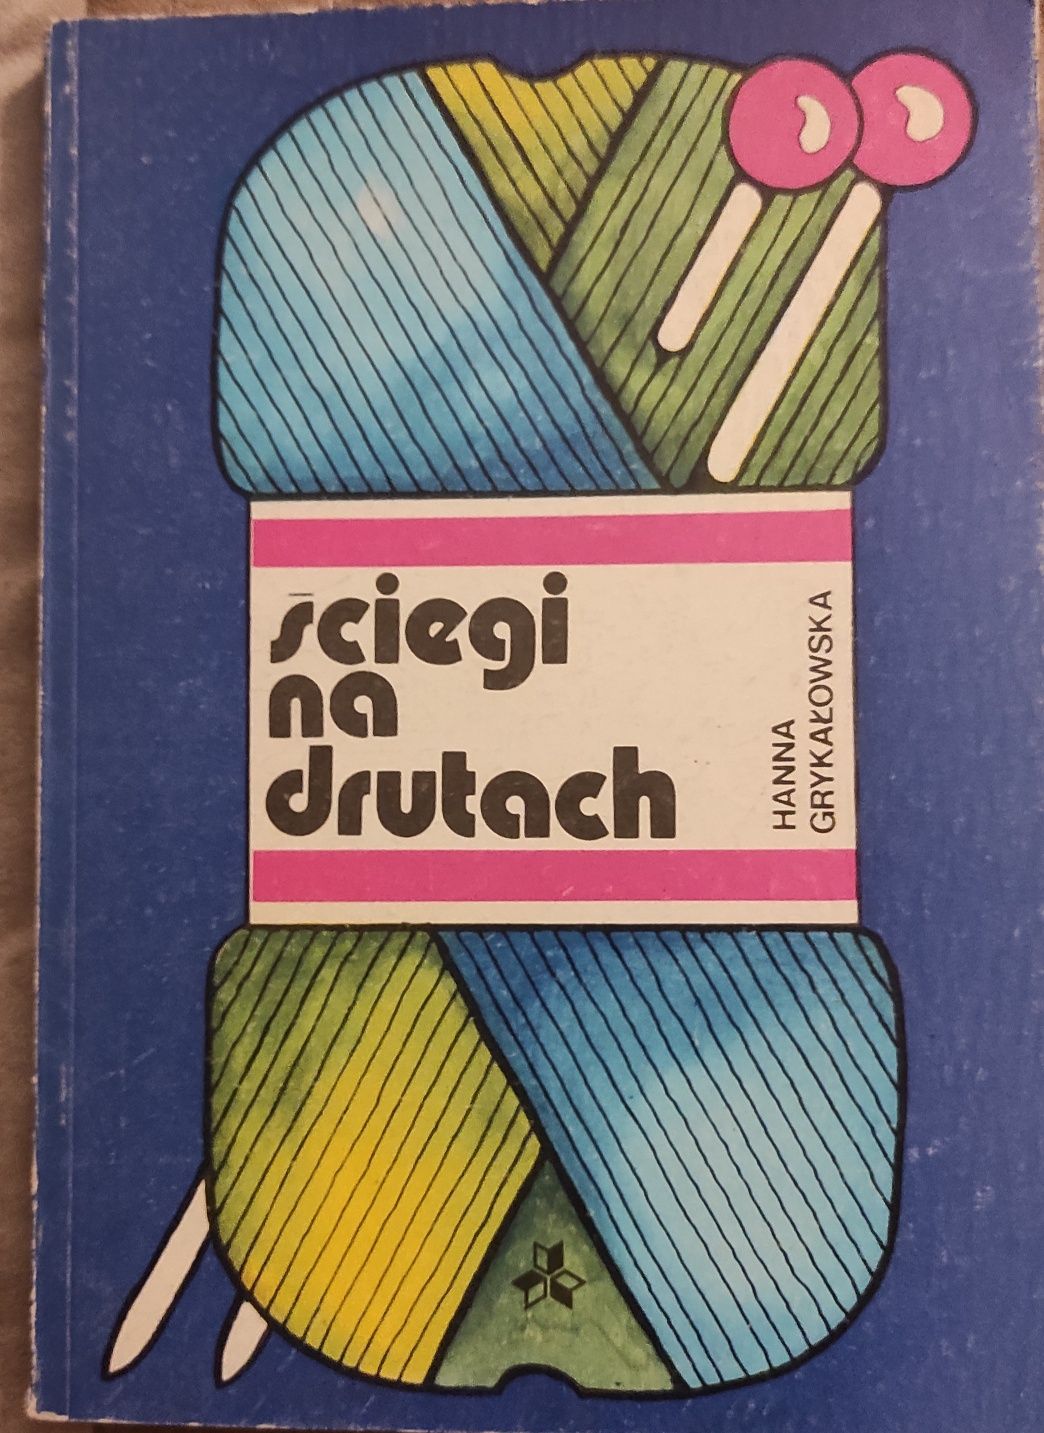 ściegi
na
drutach
HANNA
GRYKAŁOWSKA